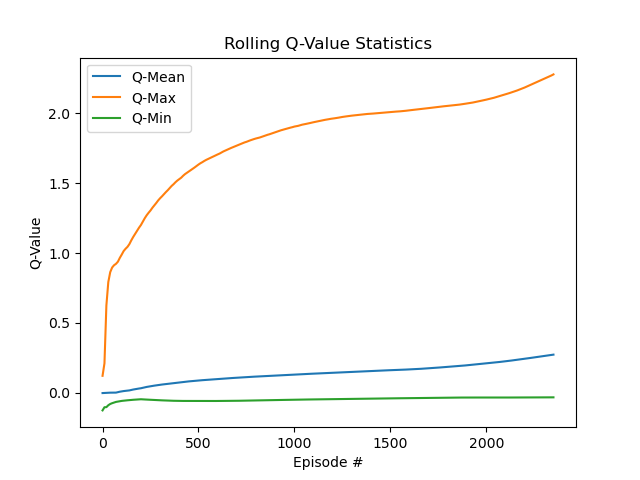 Rolling Q-Value Statistics
Q-Mean
Q-Max
Q-Min
Q-Value
2.0
1.5
1.0
0.5
0.0
0 500 1000 1500 2000
Episode #